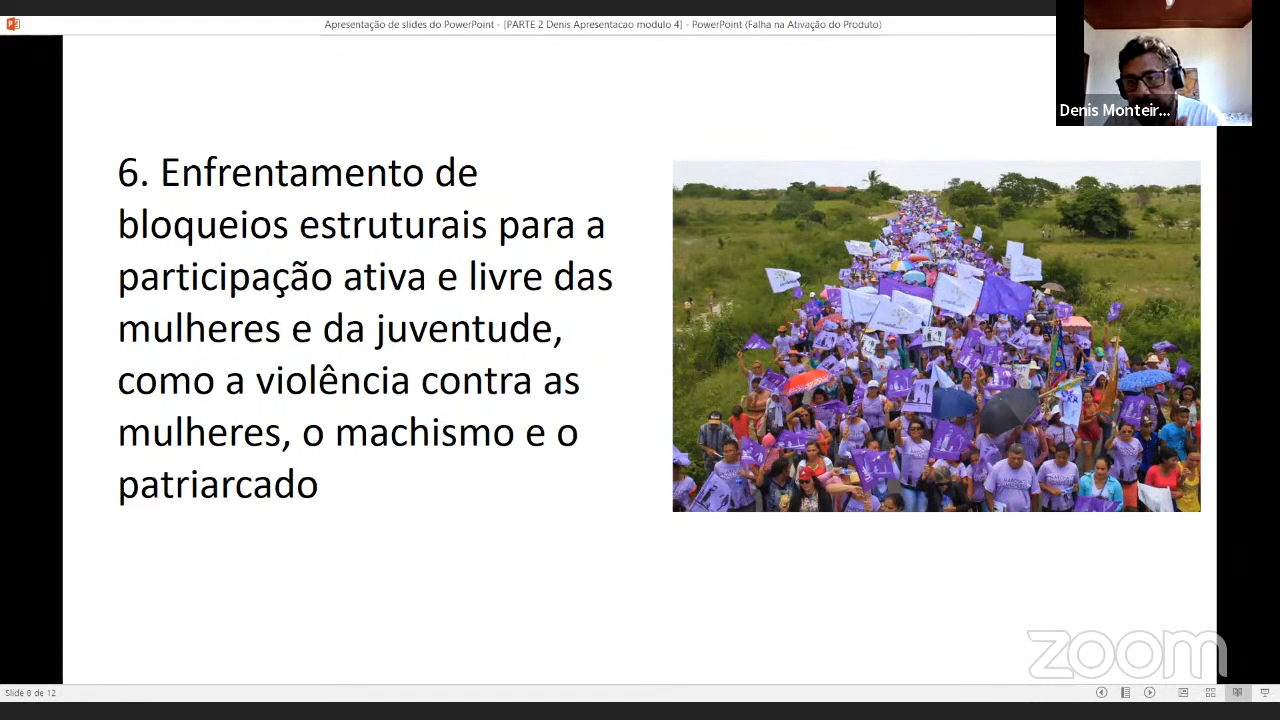 Apresentação de slides do PowerPoint - [PARTE 2 Denis Apresentacao modulo 4] - PowerPoint (Falha na Ativação do Produto)
Denis Monteir...
6. Enfrentamento de
bloqueios estruturais para a
participação ativa e livre das
mulheres e da juventude,
como a violência contra as
mulheres, o machismo e o
patriarcado
zoom
Slide 8 de 12